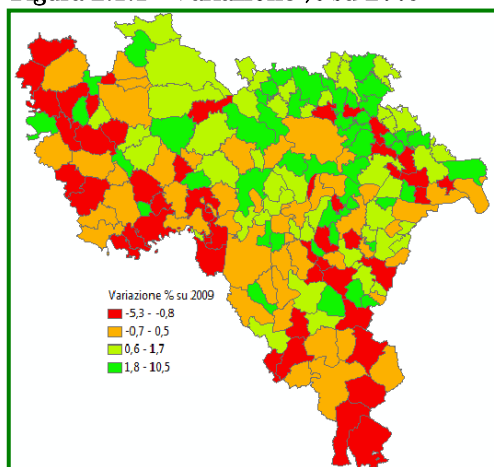 Variazione % su 2009
-5,3 - -0,8
-0,7 - 0,5
0,6 - 1,7
1,8 - 10,5